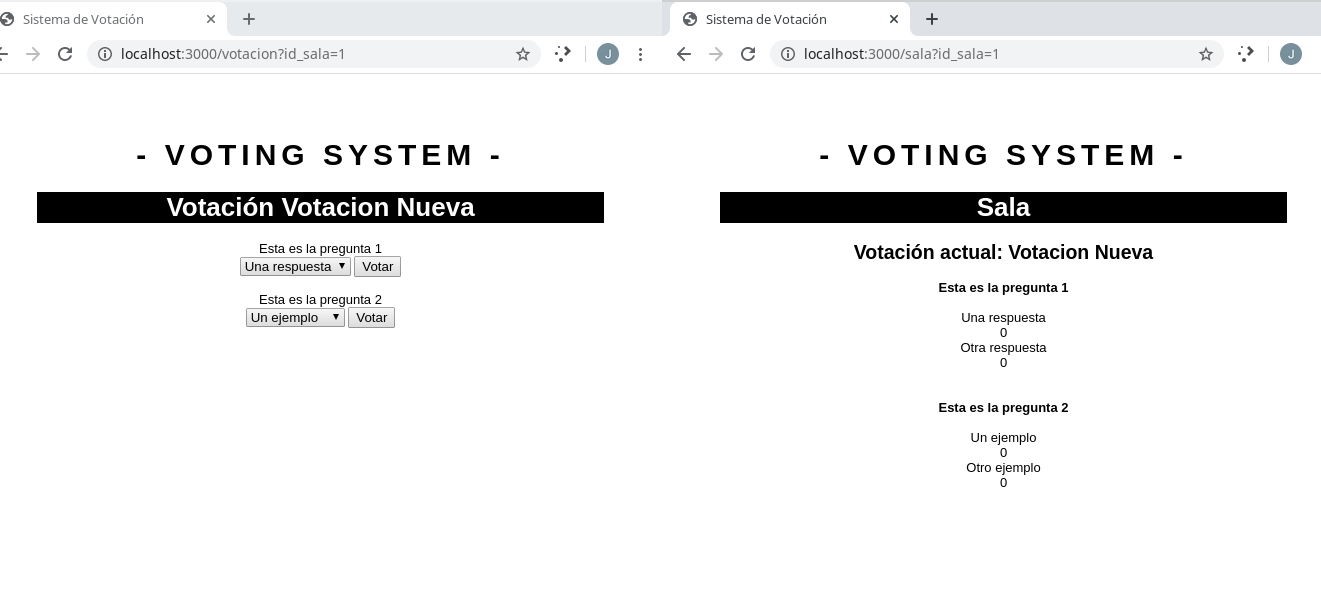 Sistema de Votación
localhost:3000/votacion?id_sala=1
J
- VOTING SYSTEM -
Votación Votacion Nueva
Esta es la pregunta 1
Una respuesta Votar
Esta es la pregunta 2
Un ejemplo Votar
Sistema de Votación
localhost:3000/sala?id_sala=1
J
- VOTING SYSTEM -
Sala
Votación actual: Votacion Nueva
Esta es la pregunta 1
Una respuesta
0
Otra respuesta
0
Esta es la pregunta 2
Un ejemplo
0
Otro ejemplo
0